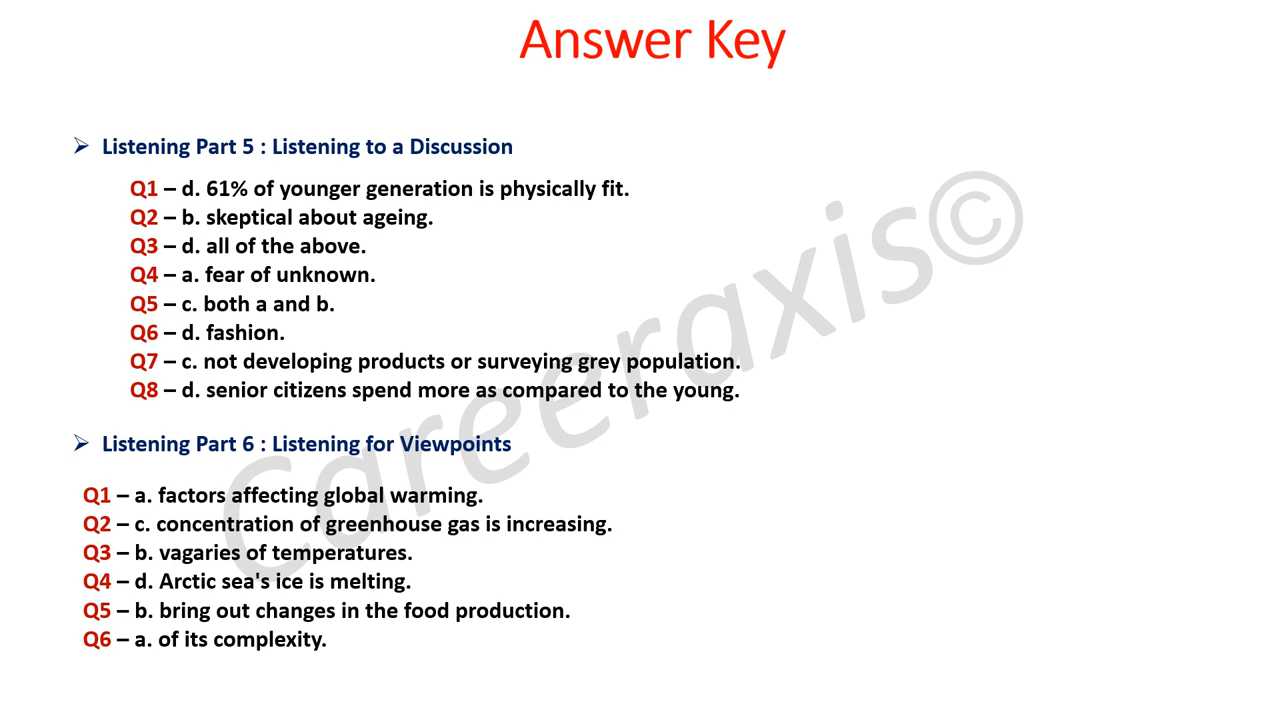 Answer Key
➢ Listening Part 5 : Listening to a Discussion
Q1 – d. 61% of younger generation is physically fit.
Q2 – b. skeptical about ageing.
Q3 – d. all of the above.
Q4 – a. fear of unknown.
Q5 – c. both a and b.
Q6 – d. fashion.
Q7 – c. not developing products or surveying grey population.
Q8 – d. senior citizens spend more as compared to the young.
➢ Listening Part 6 : Listening for Viewpoints
Q1 – a. factors affecting global warming.
Q2 – c. concentration of greenhouse gas is increasing.
Q3 – b. vagaries of temperatures.
Q4 – d. Arctic sea's ice is melting.
Q5 – b. bring out changes in the food production.
Q6 – a. of its complexity.
Careeraxis©